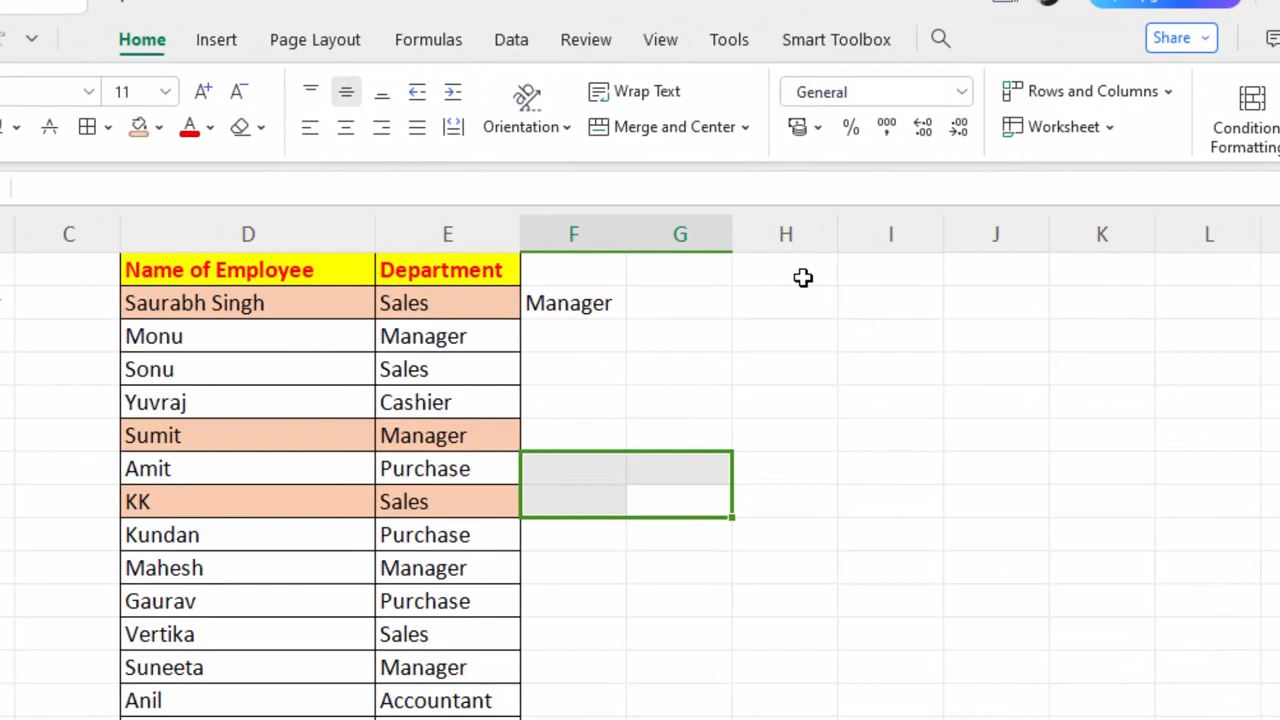 Home Insert Page Layout Formulas Data Review View Tools Smart Toolbox Share
11 A+ A- Wrap Text General Rows and Columns
A Orientation Merge and Center % 000 Worksheet
Formatting
C D E F G H I J K L
Name of Employee Department
Saurabh Singh Sales Manager
Monu Manager
Sonu Sales
Yuvraj Cashier
Sumit Manager
Amit Purchase
KK Sales
Kundan Purchase
Mahesh Manager
Gaurav Purchase
Vertika Sales
Suneeta Manager
Anil Accountant